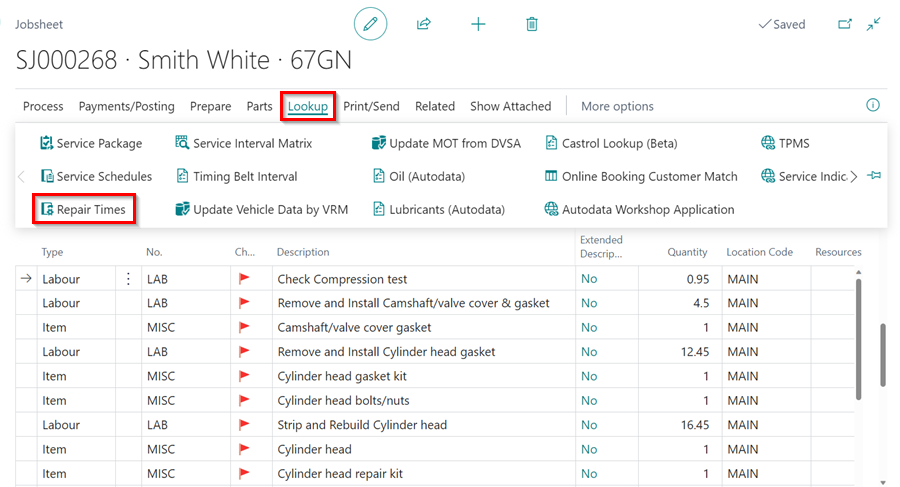 Jobsheet
Saved
SJ000268 · Smith White · 67GN
Process Payments/Posting Prepare Parts Lookup Print/Send Related Show Attached More options
Service Package Service Interval Matrix Update MOT from DVSA Castrol Lookup (Beta) TPMS
Service Schedules Timing Belt Interval Oil (Autodata) Online Booking Customer Match Service Indic
Repair Times Update Vehicle Data by VRM Lubricants (Autodata) Autodata Workshop Application
Type No. Ch... Description Extended Descrip... Quantity Location Code Resources
Labour LAB Check Compression test No 0.95 MAIN
Labour LAB Remove and Install Camshaft/valve cover & gasket No 4.5 MAIN
Item MISC Camshaft/valve cover gasket No 1 MAIN
Labour LAB Remove and Install Cylinder head gasket No 12.45 MAIN
Item MISC Cylinder head gasket kit No 1 MAIN
Item MISC Cylinder head bolts/nuts No 1 MAIN
Labour LAB Strip and Rebuild Cylinder head No 16.45 MAIN
Item MISC Cylinder head No 1 MAIN
Item MISC Cylinder head repair kit No 1 MAIN